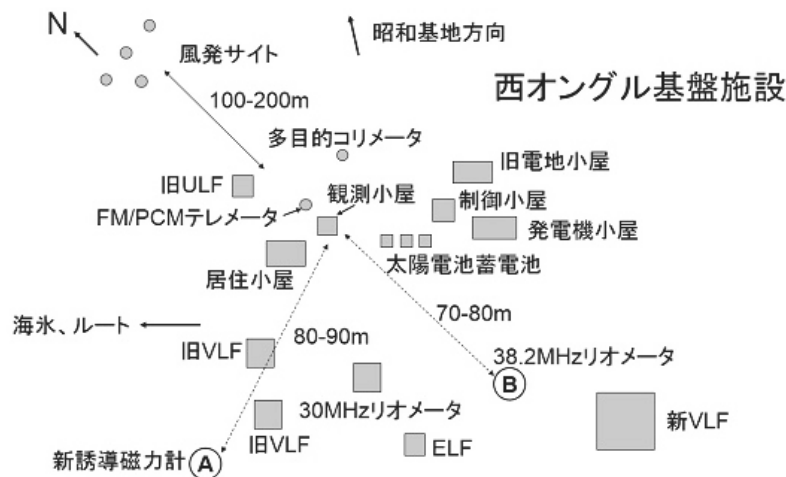 N
昭和基地方向
風発サイト
西オングル基盤施設
100-200m
多目的コリメータ
旧電地小屋
旧ULF
観測小屋
制御小屋
FM/PCMテレメータ
発電機小屋
居住小屋
太陽電池蓄電池
海氷、ルート
70-80m
80-90m
旧VLF
38.2MHzリオメータ
B
30MHzリオメータ
新VLF
旧VLF
ELF
新誘導磁力計
A